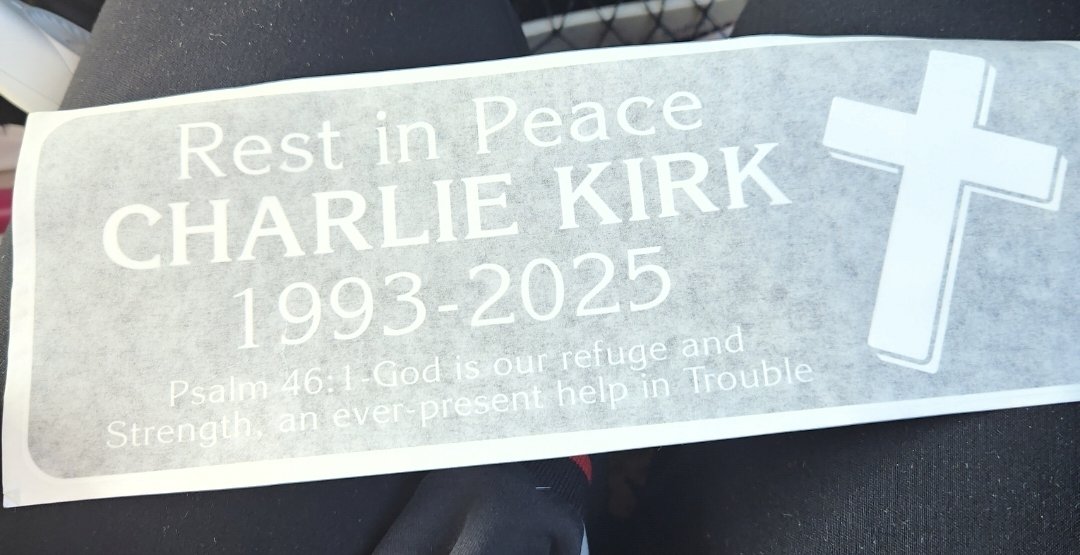 Rest in Peace
CHARLIE KIRK
1993-2025
Psalm 46:1-God is our refuge and
Strength, an ever-present help in Trouble